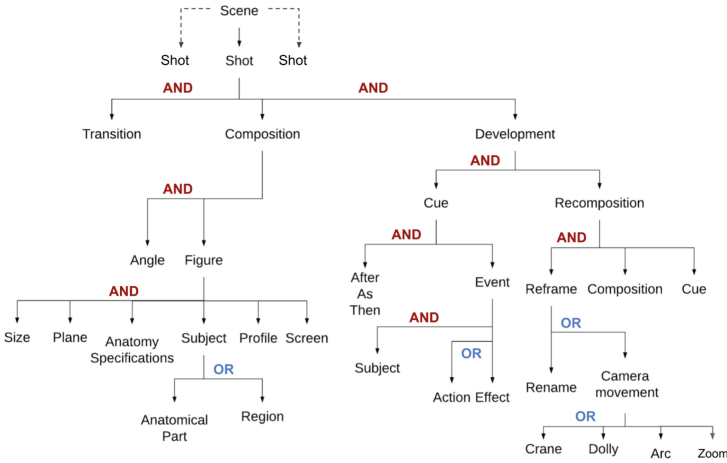 Scene
Shot Shot Shot
AND AND
Transition Composition Development
AND
AND
Cue Recomposition
AND AND
Angle Figure
After
As
Then
Event Reframe Composition Cue
AND
AND
OR
Size Plane Anatomy
Specifications
Subject Profile Screen
OR
OR
Subject
Action Effect
Rename Camera
movement
Anatomical
Part
Region
OR
Crane Dolly Arc Zoom